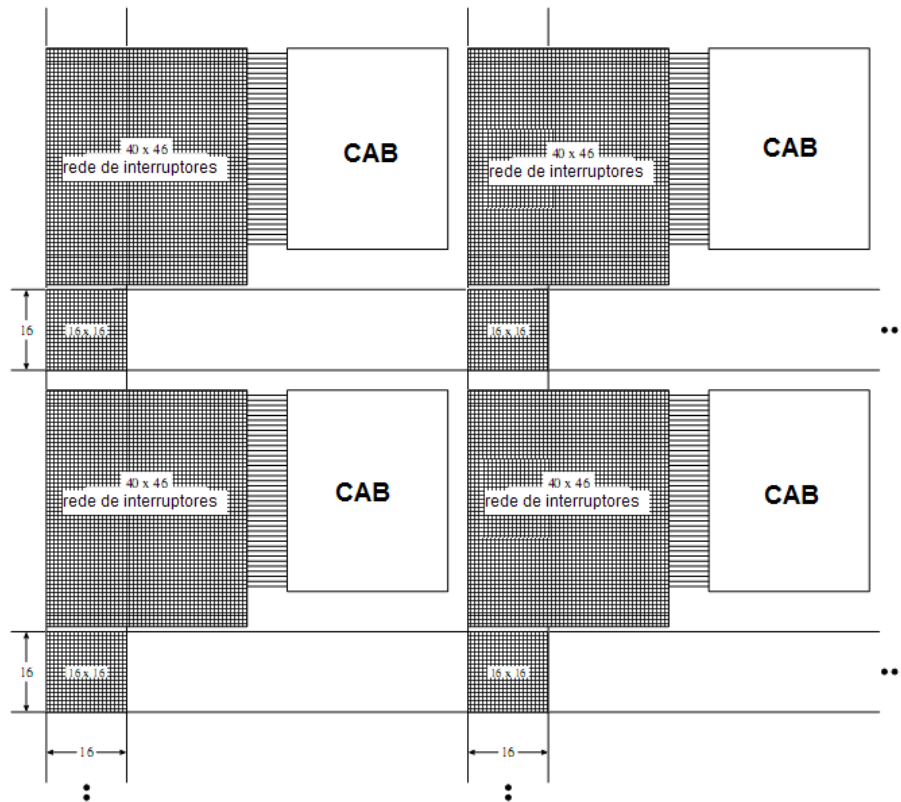 40 x 46
rede de interruptores
CAB
40 x 46
rede de interruptores
CAB
16
16 x 16
16 x 16
40 x 46
rede de interruptores
CAB
40 x 46
rede de interruptores
CAB
16
16 x 16
16 x 16
16
16